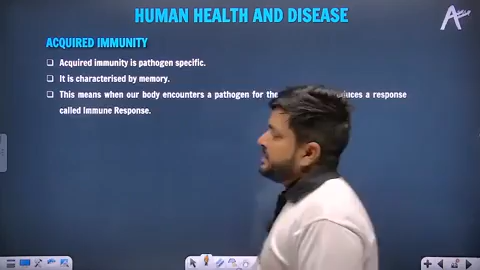 HUMAN HEALTH AND DISEASE
ACQUIRED IMMUNITY
Acquired immunity is pathogen specific.
It is characterised by memory.
This means when our body encounters a pathogen for the a response
called Immune Response.